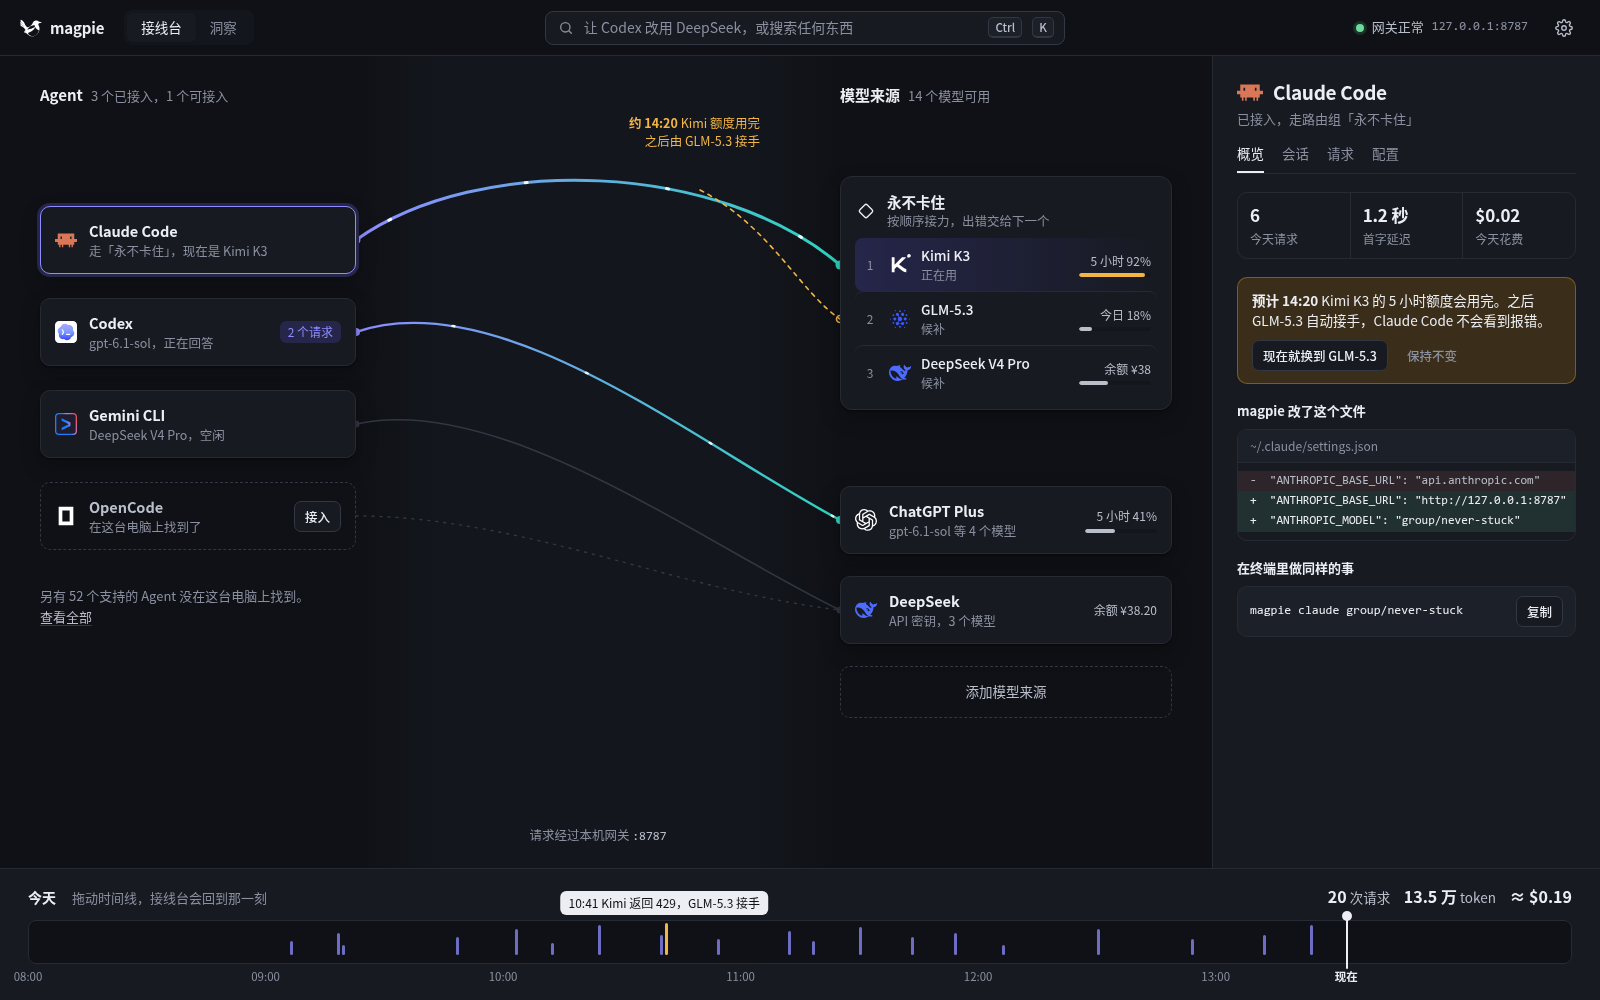 magpie
接线台
洞察
让 Codex 改用 DeepSeek，或搜索任何东西
Ctrl
K
网关正常 127.0.0.1:8787
Agent 3 个已接入，1 个可接入
约 14:20 Kimi 额度用完
之后由 GLM-5.3 接手
Claude Code
走「永不卡住」，现在是 Kimi K3
Codex
gpt-6.1-sol，正在回答
2 个请求
Gemini CLI
DeepSeek V4 Pro，空闲
OpenCode
在这台电脑上找到了
接入
另有 52 个支持的 Agent 没在这台电脑上找到。
查看全部
请求经过本机网关 :8787
模型来源 14 个模型可用
永不卡住
按顺序接力，出错交给下一个
1
Kimi K3
正在用
5 小时 92%
2
GLM-5.3
候补
今日 18%
3
DeepSeek V4 Pro
候补
余额 ¥38
ChatGPT Plus
gpt-6.1-sol 等 4 个模型
5 小时 41%
DeepSeek
API 密钥，3 个模型
余额 ¥38.20
添加模型来源
Claude Code
已接入，走路由组「永不卡住」
概览
会话
请求
配置
6
今天请求
1.2 秒
首字延迟
$0.02
今天花费
预计 14:20 Kimi K3 的 5 小时额度会用完。之后
GLM-5.3 自动接手，Claude Code 不会看到报错。
现在就换到 GLM-5.3
保持不变
magpie 改了这个文件
~/.claude/settings.json
- "ANTHROPIC_BASE_URL": "api.anthropic.com"
+ "ANTHROPIC_BASE_URL": "http://127.0.0.1:8787"
+ "ANTHROPIC_MODEL": "group/never-stuck"
在终端里做同样的事
magpie claude group/never-stuck
复制
今天 拖动时间线，接线台会回到那一刻
10:41 Kimi 返回 429，GLM-5.3 接手
20 次请求 13.5 万 token ≈ $0.19
08:00
09:00
10:00
11:00
12:00
13:00
现在